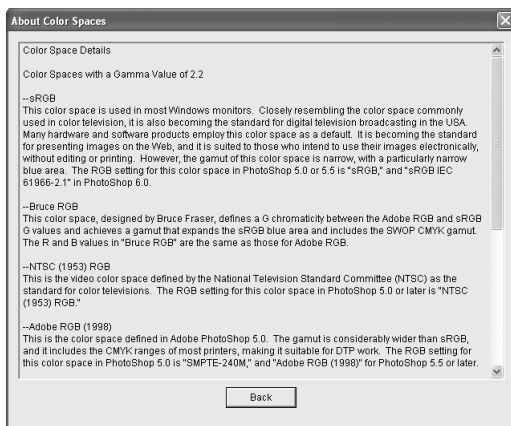 About Color Spaces
Color Space Details
Color Spaces with a Gamma Value of 2.2
--sRGB
This color space is used in most Windows monitors. Closely resembling the color space commonly
used in color television, it is also becoming the standard for digital television broadcasting in the USA.
Many hardware and software products employ this color space as a default. It is becoming the standard
for presenting images on the Web, and it is suited to those who intend to use their images electronically,
without editing or printing. However, the gamut of this color space is narrow, with a particularly narrow
blue area. The RGB setting for this color space in PhotoShop 5.0 or 5.5 is "sRGB," and "sRGB IEC
61966-2.1" in PhotoShop 6.0.
--Bruce RGB
This color space, designed by Bruce Fraser, defines a G chromaticity between the Adobe RGB and sRGB
G values and achieves a gamut that expands the sRGB blue area and includes the SWOP CMYK gamut.
The R and B values in "Bruce RGB" are the same as those for Adobe RGB.
--NTSC (1953) RGB
This is the video color space defined by the National Television Standard Committee (NTSC) as the
standard for color televisions. The RGB setting for this color space in PhotoShop 5.0 or later is "NTSC
(1953) RGB."
--Adobe RGB (1998)
This is the color space defined in Adobe PhotoShop 5.0. The gamut is considerably wider than sRGB,
and it includes the CMYK ranges of most printers, making it suitable for DTP work. The RGB setting for
this color space in PhotoShop 5.0 is "SMPTE-240M," and "Adobe RGB (1998)" for PhotoShop 5.5 or later.
Back